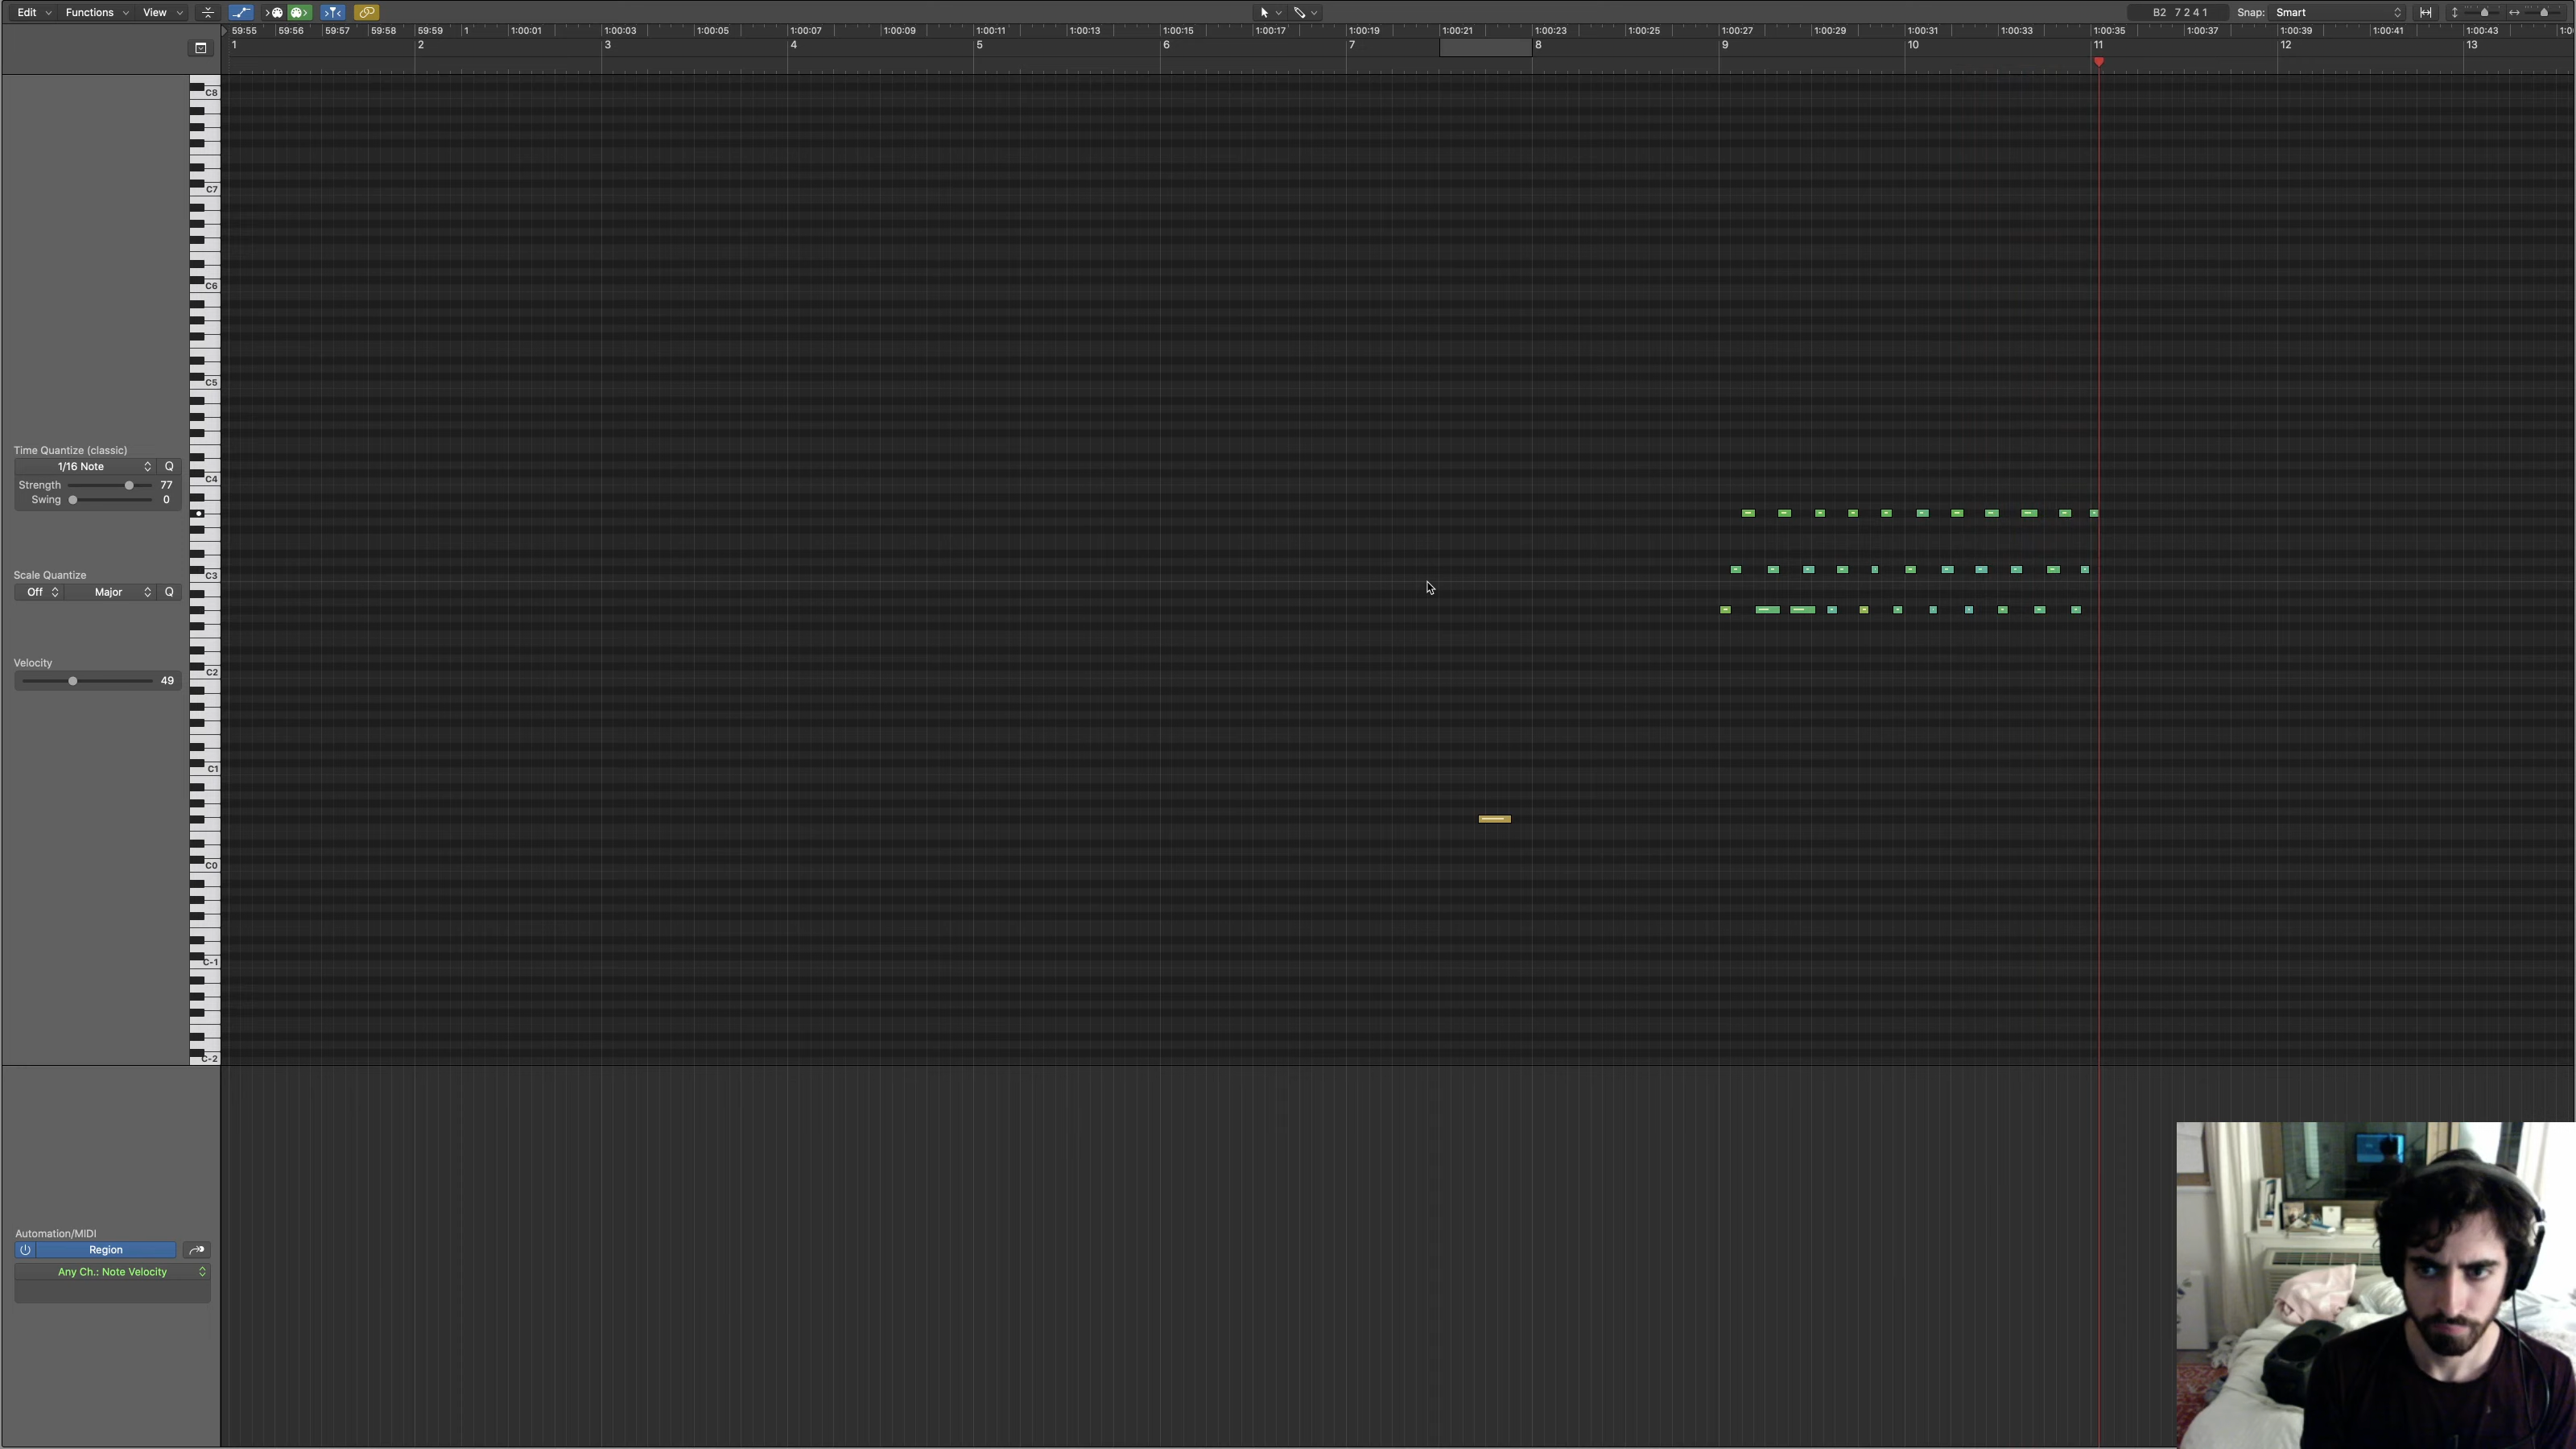 Edit Functions View B2 7 2 4 1 Snap: Smart
59:55 59:56 59:57 59:58 59:59 1 1:00:01 1:00:03 1:00:05 1:00:07 1:00:09 1:00:11 1:00:13 1:00:15 1:00:17 1:00:19 1:00:21 1:00:23 1:00:25 1:00:27 1:00:29 1:00:31 1:00:33 1:00:35 1:00:37 1:00:39 1:00:41 1:00:43
1 2 3 4 5 6 7 8 9 10 11 12 13
C8
C7
C6
C5
Time Quantize (classic)
1/16 Note Q
C4
Strength 77
Swing 0
Scale Quantize
C3
Off Major Q
Velocity
C2
49
C1
C0
C-1
C-2
Automation/MIDI
Region
Any Ch.: Note Velocity